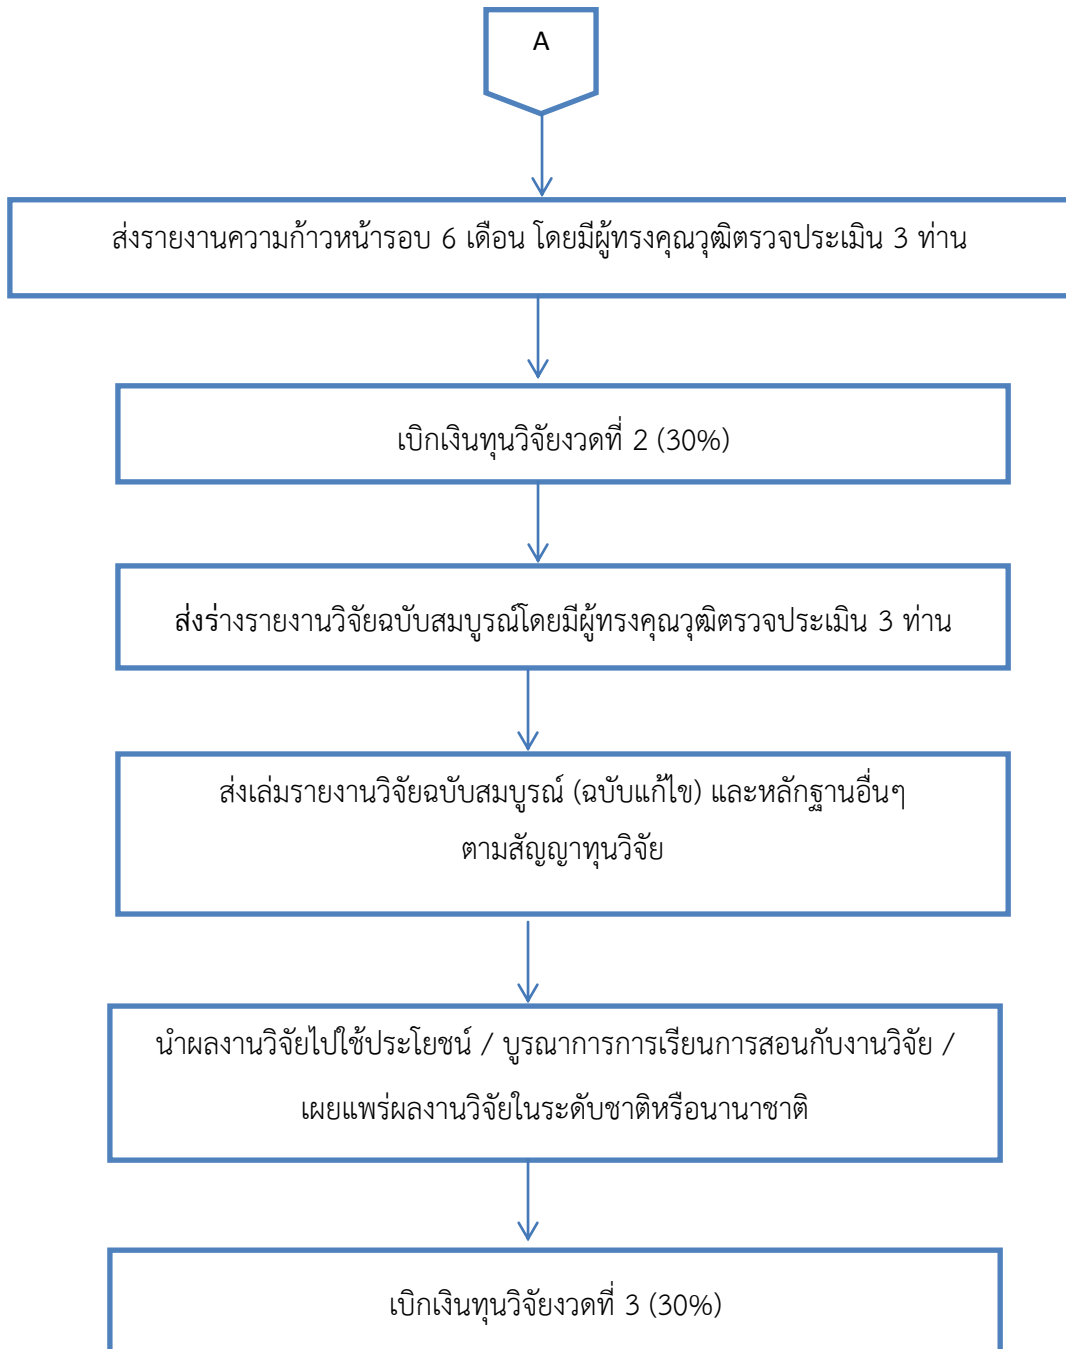 A
ส่งรายงานความก้าวหน้ารอบ 6 เดือน โดยมีผู้ทรงคุณวุฒิตรวจประเมิน 3 ท่าน
เบิกเงินทุนวิจัยงวดที่ 2 (30%)
ส่งร่างรายงานวิจัยฉบับสมบูรณ์โดยมีผู้ทรงคุณวุฒิตรวจประเมิน 3 ท่าน
ส่งเล่มรายงานวิจัยฉบับสมบูรณ์ (ฉบับแก้ไข) และหลักฐานอื่นๆ
ตามสัญญาทุนวิจัย
นำผลงานวิจัยไปใช้ประโยชน์ / บูรณาการการเรียนการสอนกับงานวิจัย /
เผยแพร่ผลงานวิจัยในระดับชาติหรือนานาชาติ
เบิกเงินทุนวิจัยงวดที่ 3 (30%)